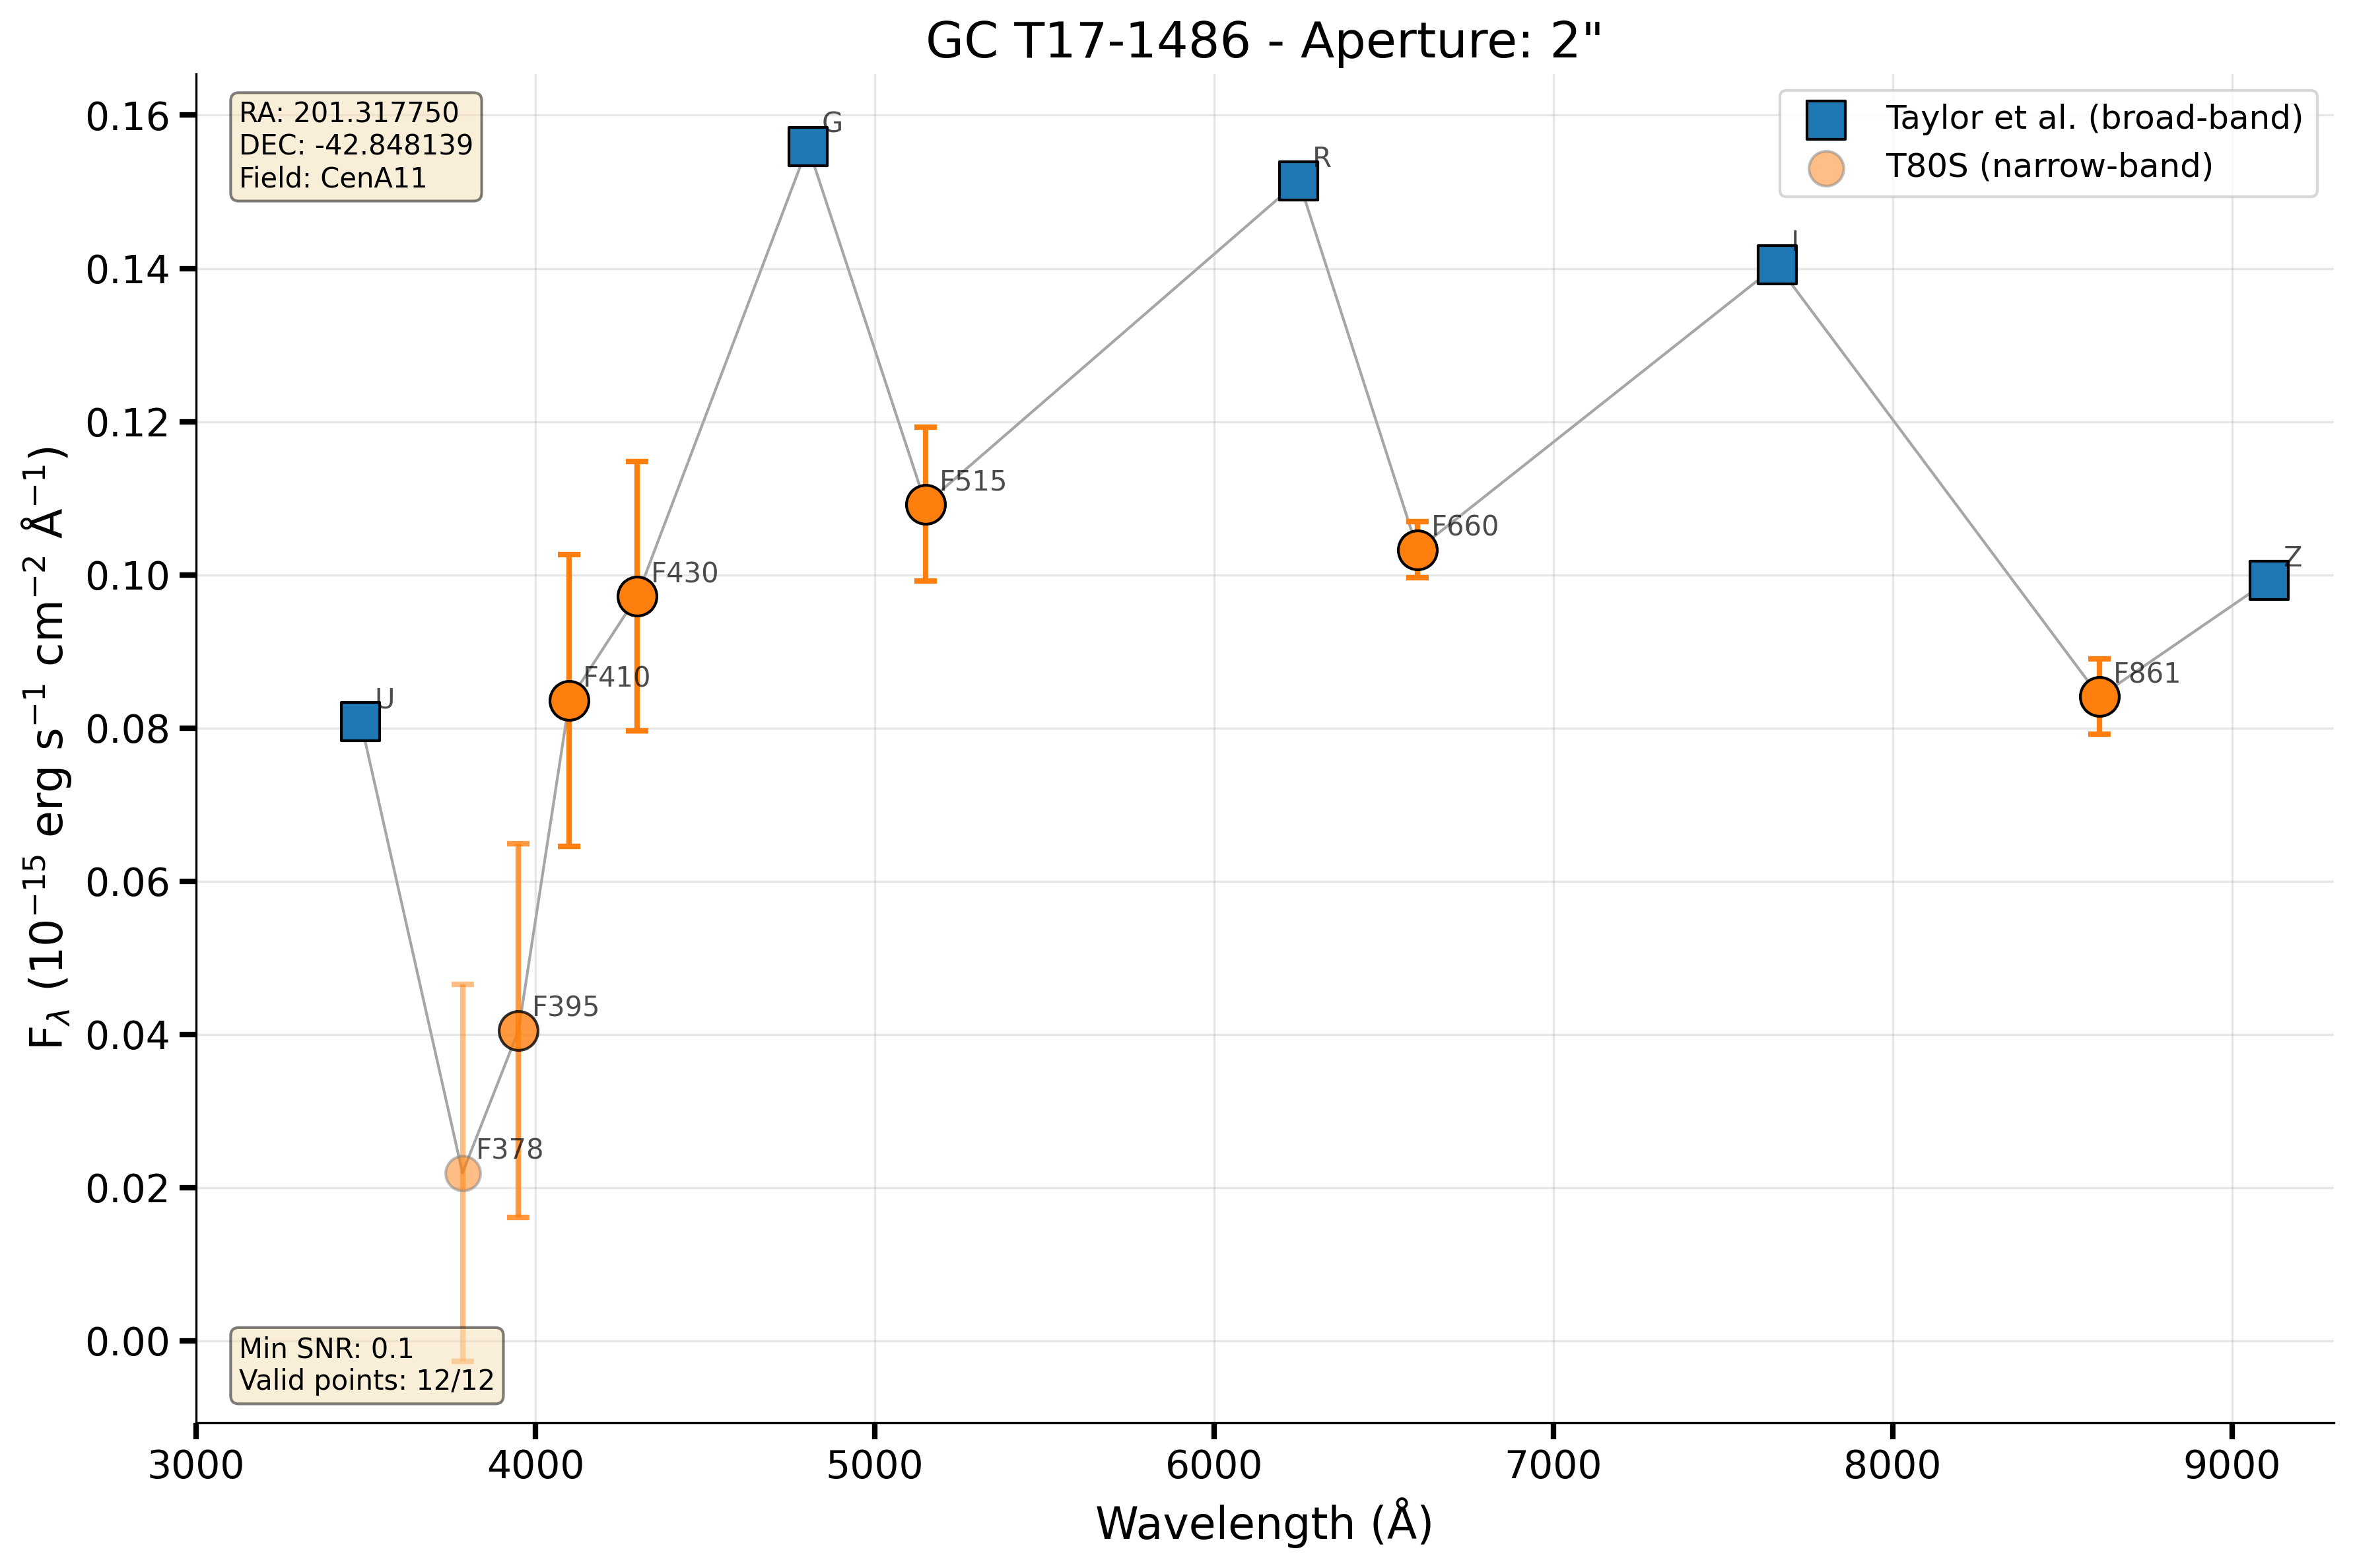 GC T17-1486 - Aperture: 2"
RA: 201.317750
DEC: -42.848139
Field: CenA11
Taylor et al. (broad-band)
T80S (narrow-band)
G
R
I
U
F515
F660
F430
F410
F861
Z
F395
F378
Min SNR: 0.1
Valid points: 12/12
0.16
0.14
0.12
0.10
0.08
0.06
0.04
0.02
0.00
3000 4000 5000 6000 7000 8000 9000
Wavelength (Å)
F_λ (10⁻¹⁵ erg s⁻¹ cm⁻² Å⁻¹)